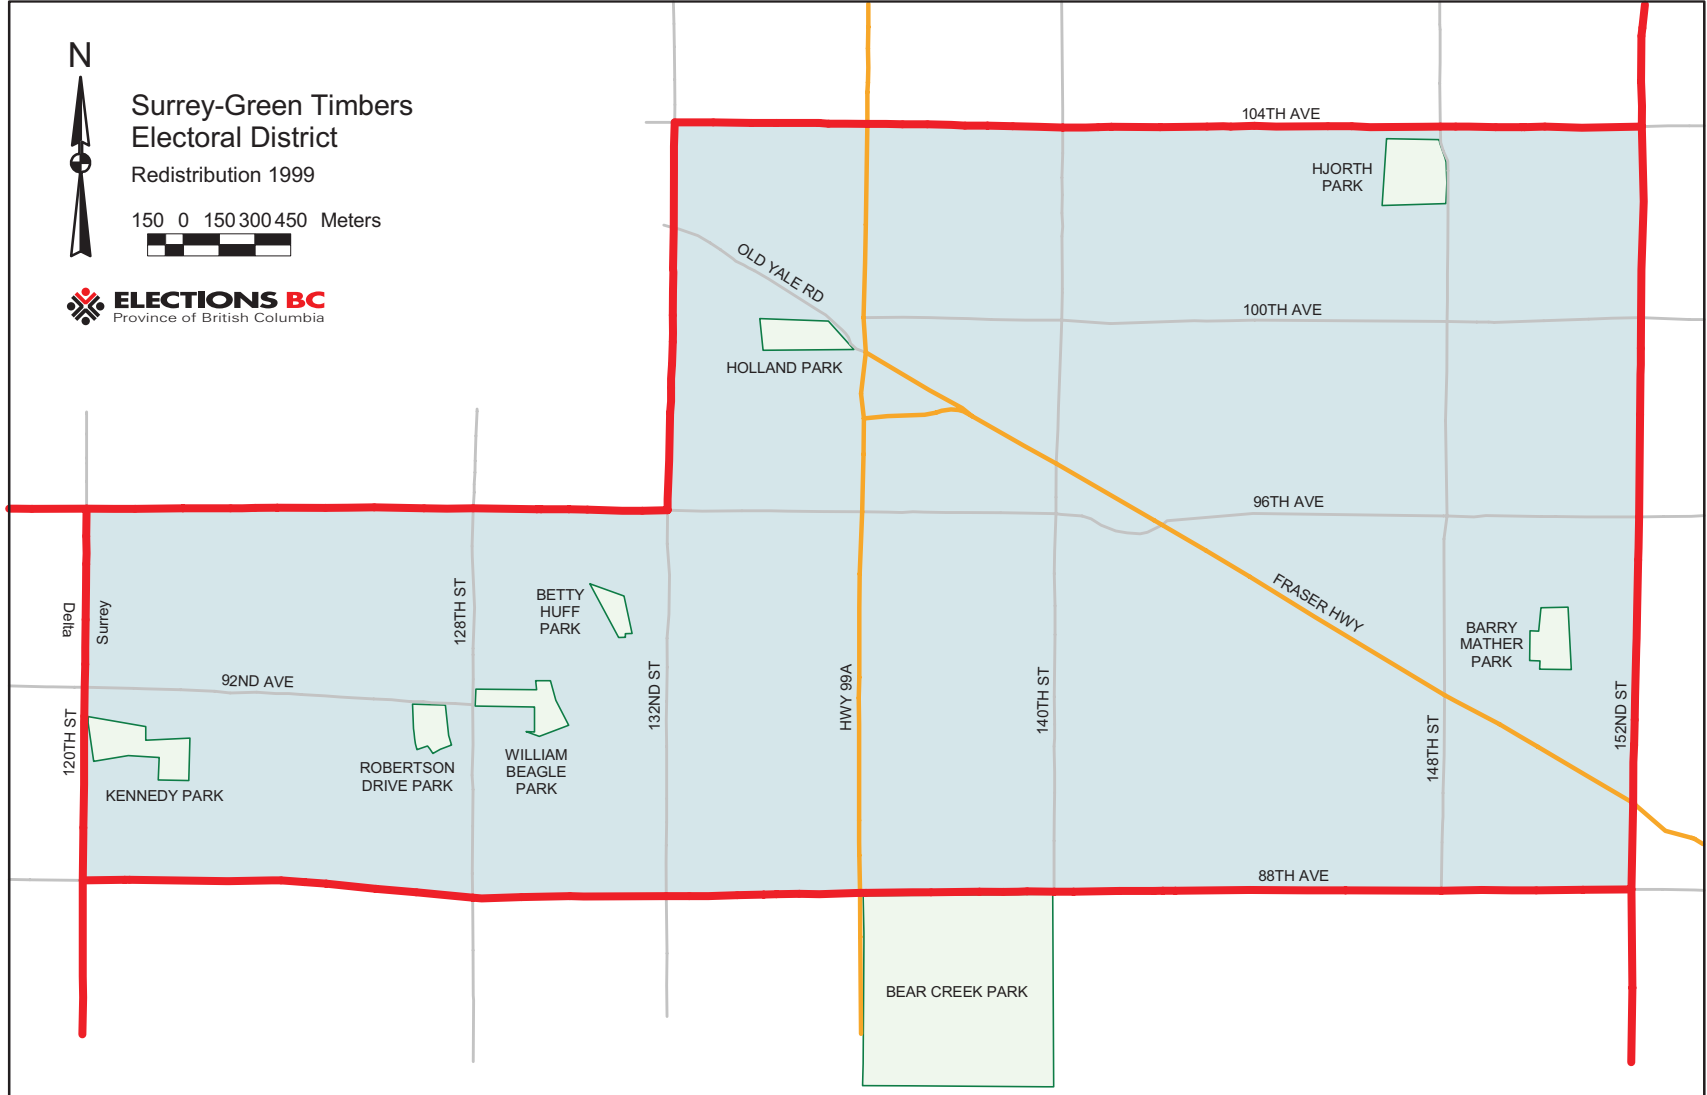 N
Surrey-Green Timbers
Electoral District
Redistribution 1999
150 0 150 300 450 Meters
ELECTIONS BC
Province of British Columbia
104TH AVE
HJORTH
PARK
OLD YALE RD
100TH AVE
HOLLAND PARK
96TH AVE
FRASER HWY
BETTY
HUFF
PARK
128TH ST
Delta
Surrey
BARRY
MATHER
PARK
92ND AVE
132ND ST
HWY 99A
140TH ST
148TH ST
152ND ST
120TH ST
KENNEDY PARK
ROBERTSON
DRIVE PARK
WILLIAM
BEAGLE
PARK
88TH AVE
BEAR CREEK PARK